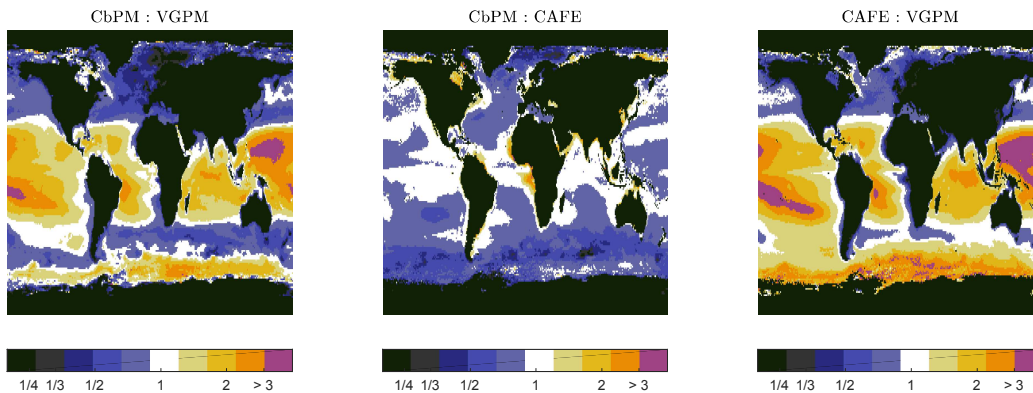 CbPM : VGPM
CbPM : CAFE
CAFE : VGPM
1/4 1/3 1/2 1 2 > 3
1/4 1/3 1/2 1 2 > 3
1/4 1/3 1/2 1 2 > 3